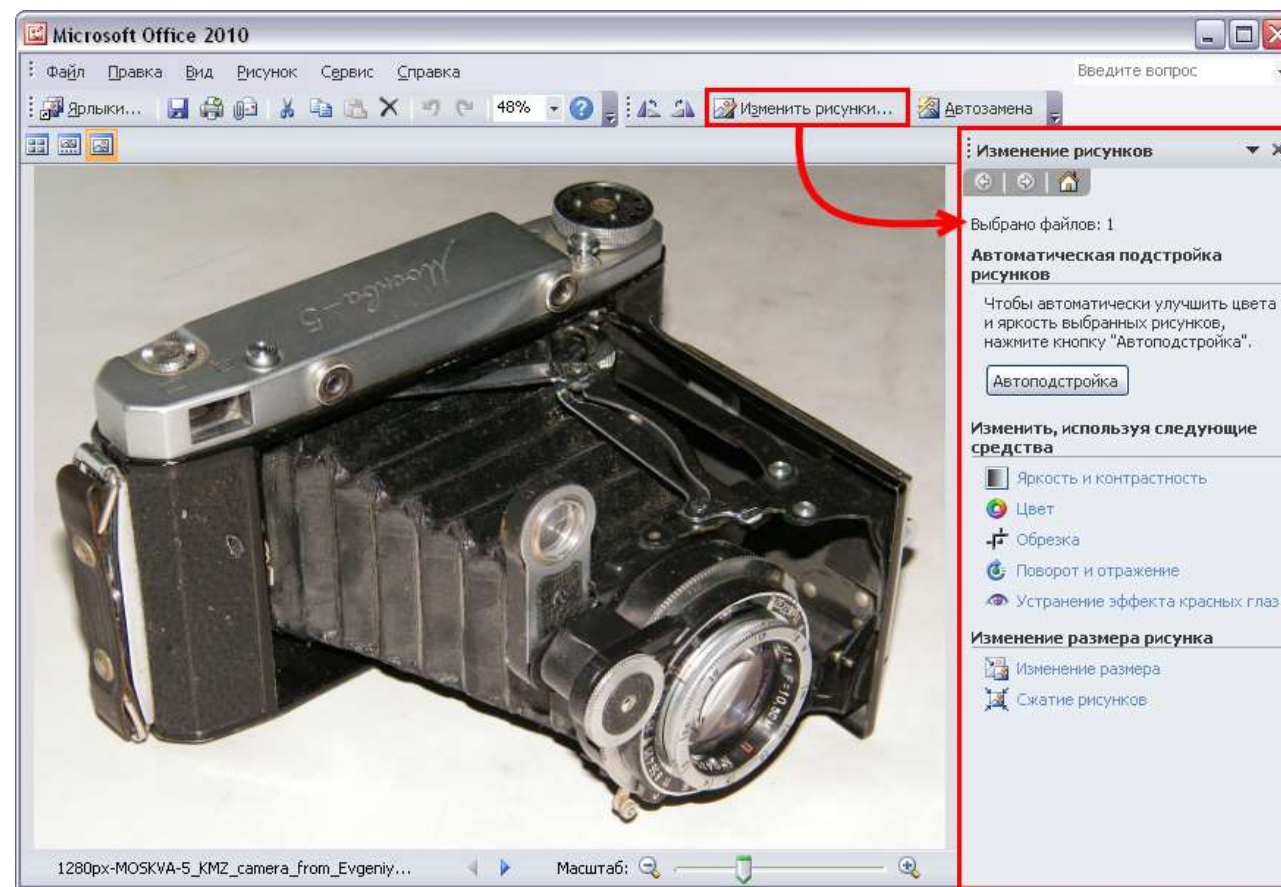 Microsoft Office 2010
Файл Правка Вид Рисунок Сервис Справка Введите вопрос
Ярлыки... 48% Изменить рисунки... Автозамена
Изменение рисунков
Выбрано файлов: 1
Автоматическая подстройка
рисунков
Чтобы автоматически улучшить цвета
и яркость выбранных рисунков,
нажмите кнопку "Автоподстройка".
Автоподстройка
Изменить, используя следующие
средства
Яркость и контрастность
Цвет
Обрезка
Поворот и отражение
Устранение эффекта красных глаз
Изменение размера рисунка
Изменение размера
Сжатие рисунков
Москва-5
1280px-MOSKVA-5_KMZ_camera_from_Evgeniy... Масштаб: